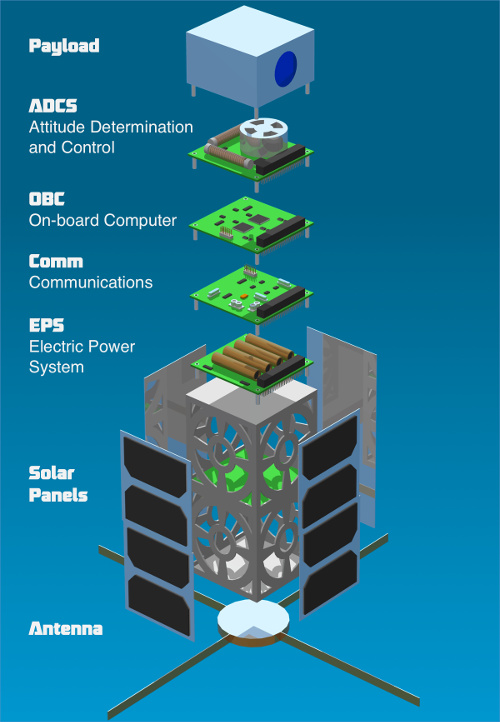 Payload
ADCS
Attitude Determination
and Control
OBC
On-board Computer
Comm
Communications
EPS
Electric Power
System
Solar
Panels
Antenna